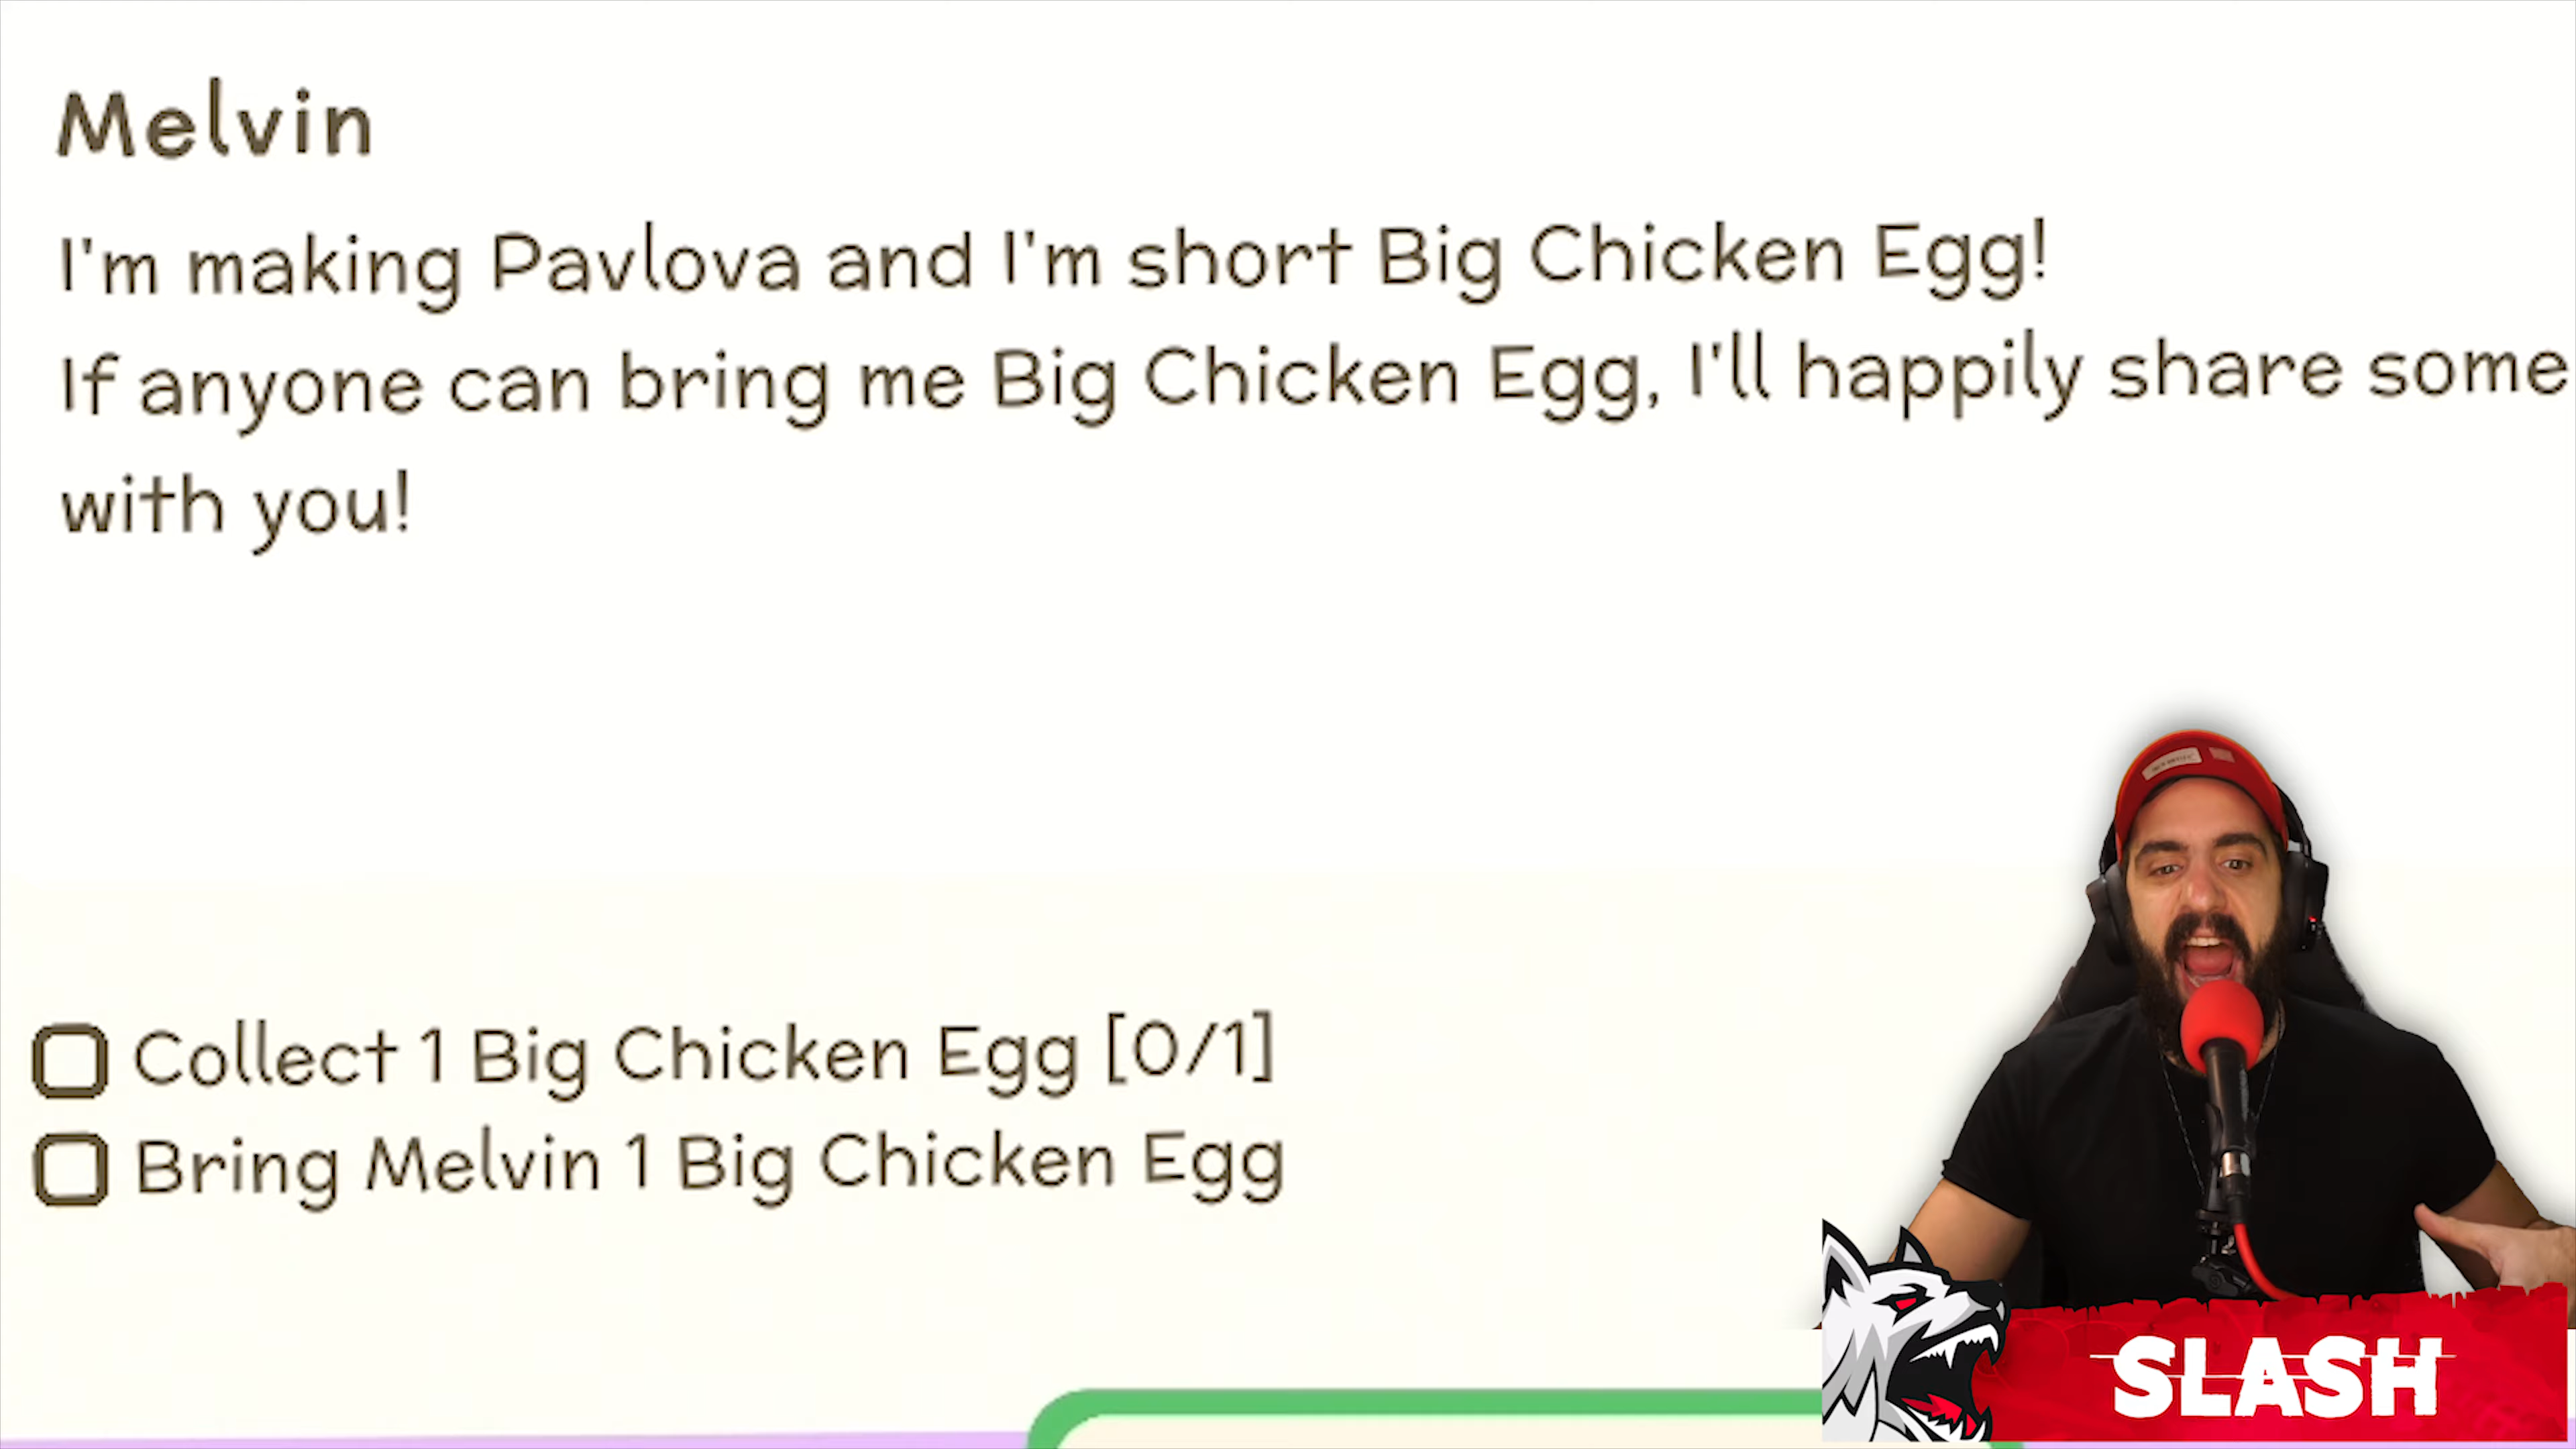 Melvin
I'm making Pavlova and I'm short Big Chicken Egg!
If anyone can bring me Big Chicken Egg, I'll happily share some
with you!
Collect 1 Big Chicken Egg [0/1]
Bring Melvin 1 Big Chicken Egg
SLASH